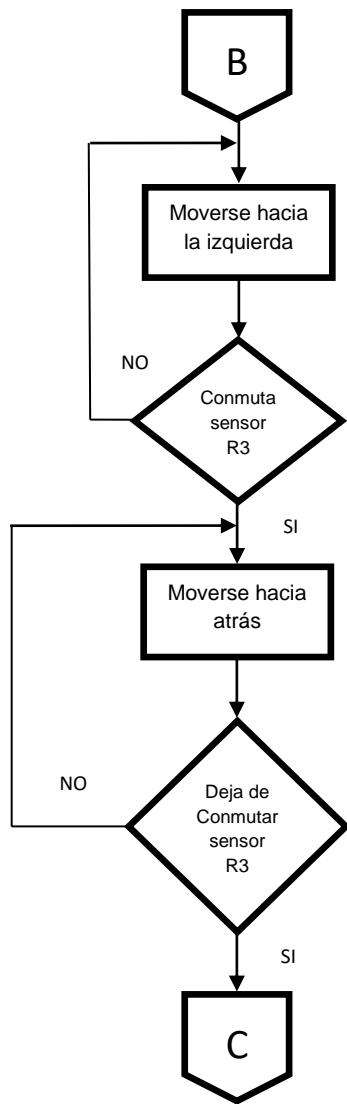 B
Moverse hacia
la izquierda
NO
Conmuta
sensor
R3
SI
Moverse hacia
atrás
NO
Deja de
Conmutar
sensor
R3
SI
C